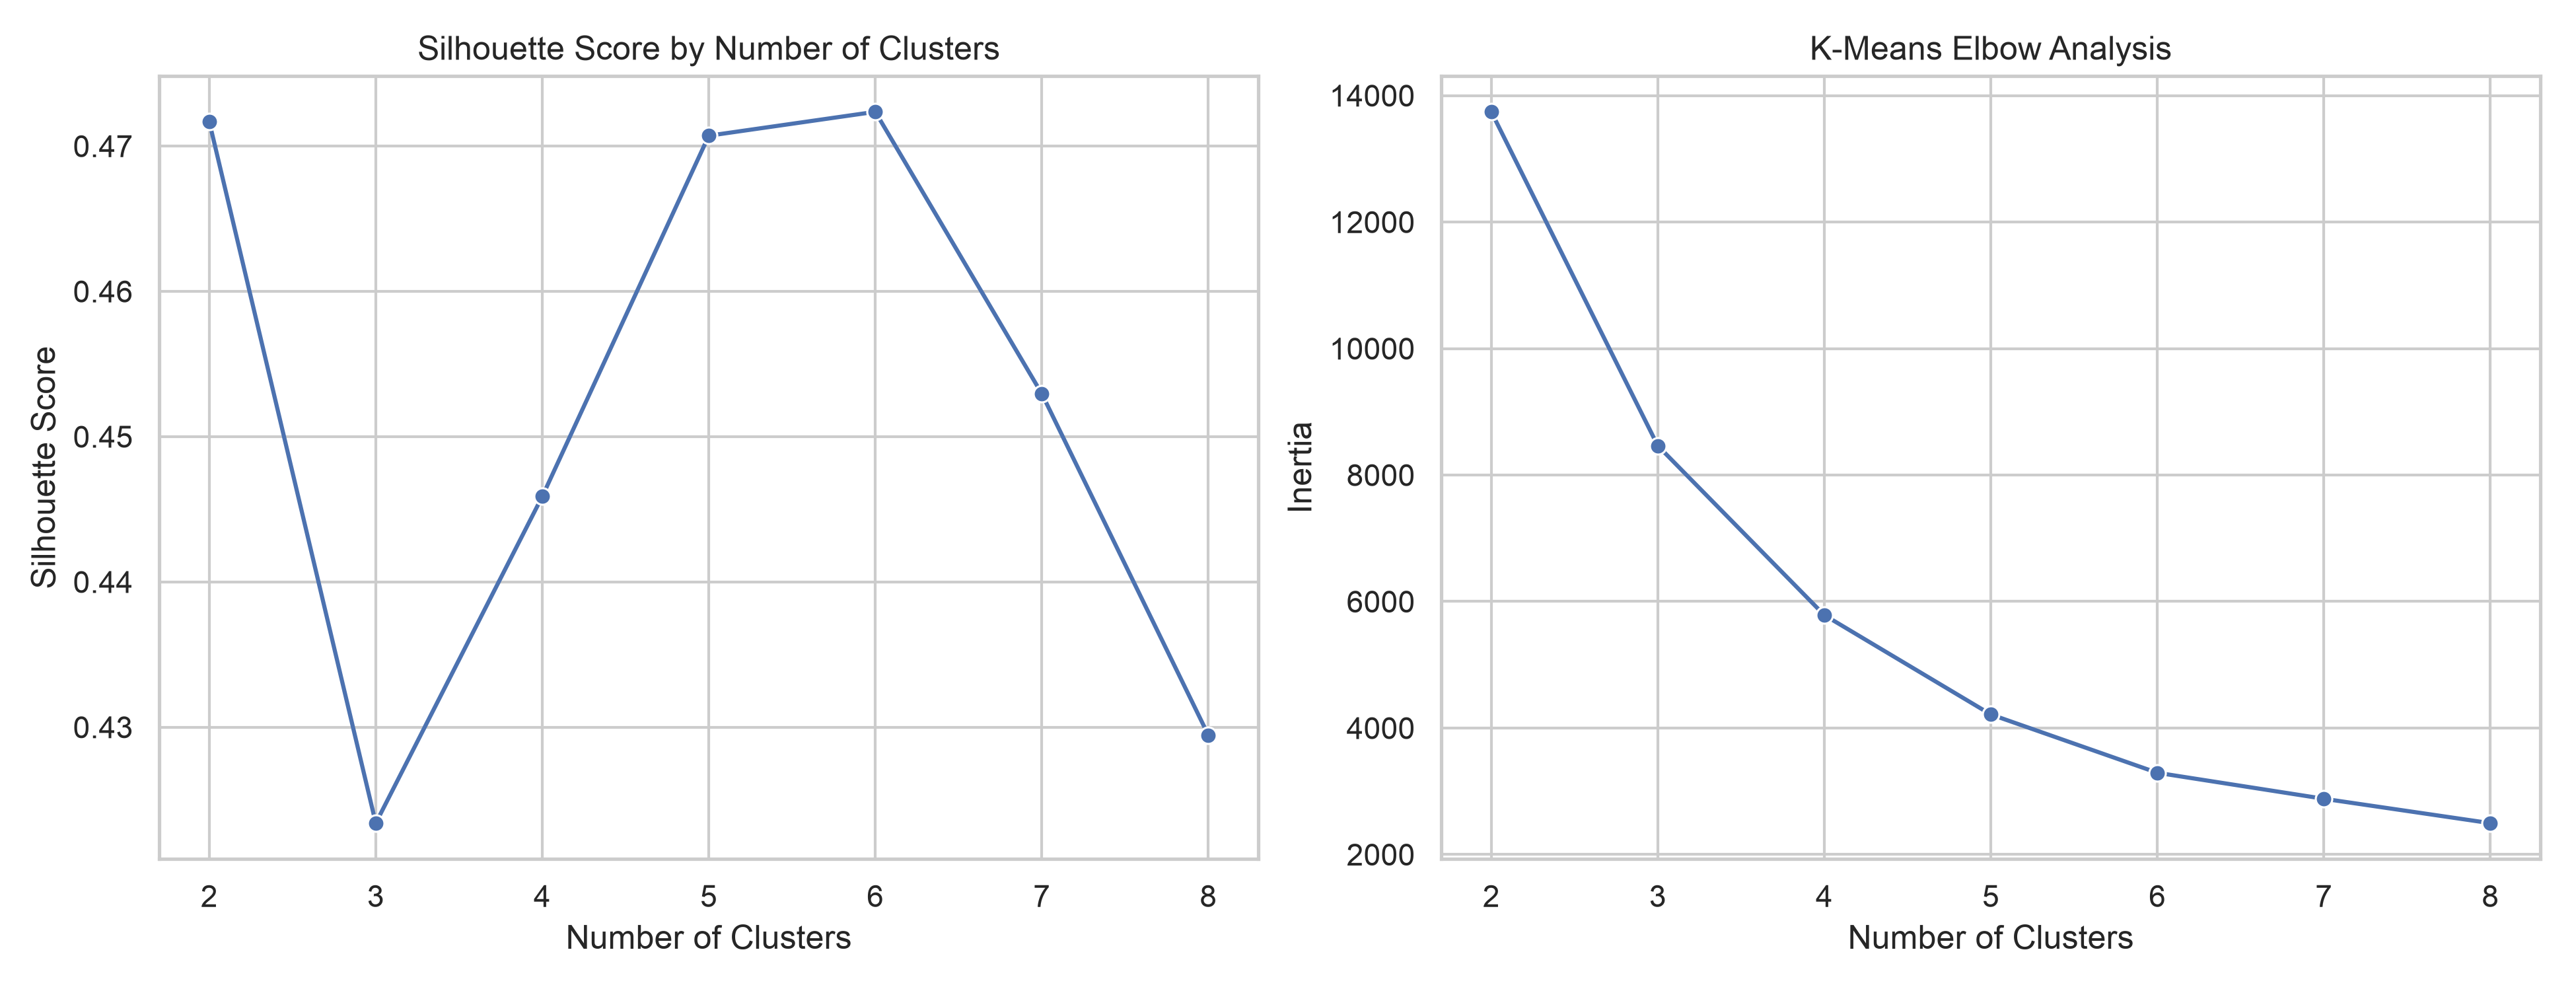 Silhouette Score by Number of Clusters
Silhouette Score
0.47
0.46
0.45
0.44
0.43
2 3 4 5 6 7 8
Number of Clusters
K-Means Elbow Analysis
Inertia
14000
12000
10000
8000
6000
4000
2000
2 3 4 5 6 7 8
Number of Clusters